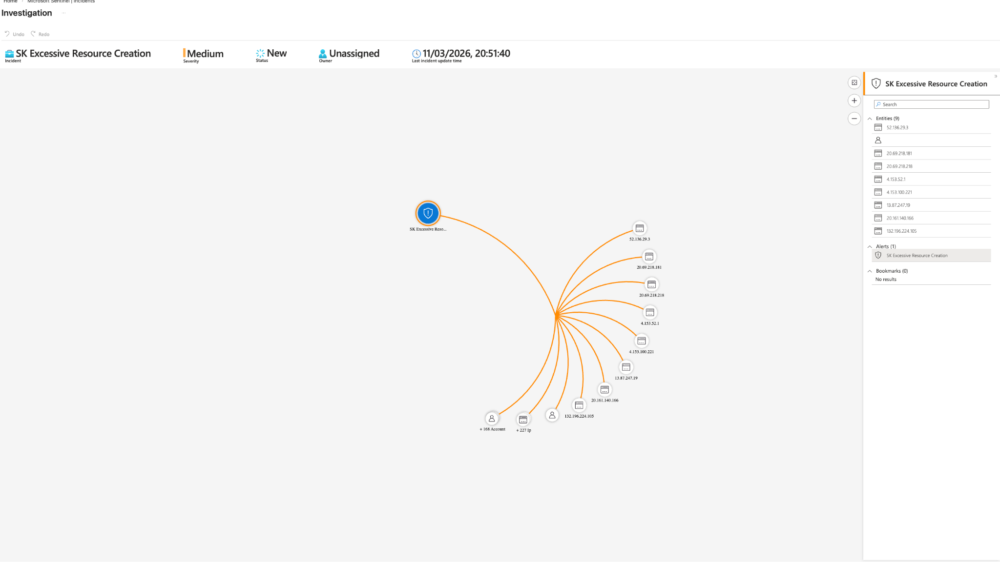 Home
Microsoft Sentinel | Incidents
Investigation
...
Undo Redo
SK Excessive Resource Creation
Incident
Medium
Severity
New
Status
Unassigned
Owner
11/03/2026, 20:51:40
Last incident update time
SK Excessive Reso...
52.136.29.3
20.69.218.181
20.69.218.218
4.153.52.1
4.153.100.221
13.87.247.19
20.161.140.166
132.196.224.105
+ 227 Ip
+ 168 Account
SK Excessive Resource Creation
Search
Entities (9)
52.136.29.3
20.69.218.181
20.69.218.218
4.153.52.1
4.153.100.221
13.87.247.19
20.161.140.166
132.196.224.105
Alerts (1)
SK Excessive Resource Creation
Bookmarks (0)
No results